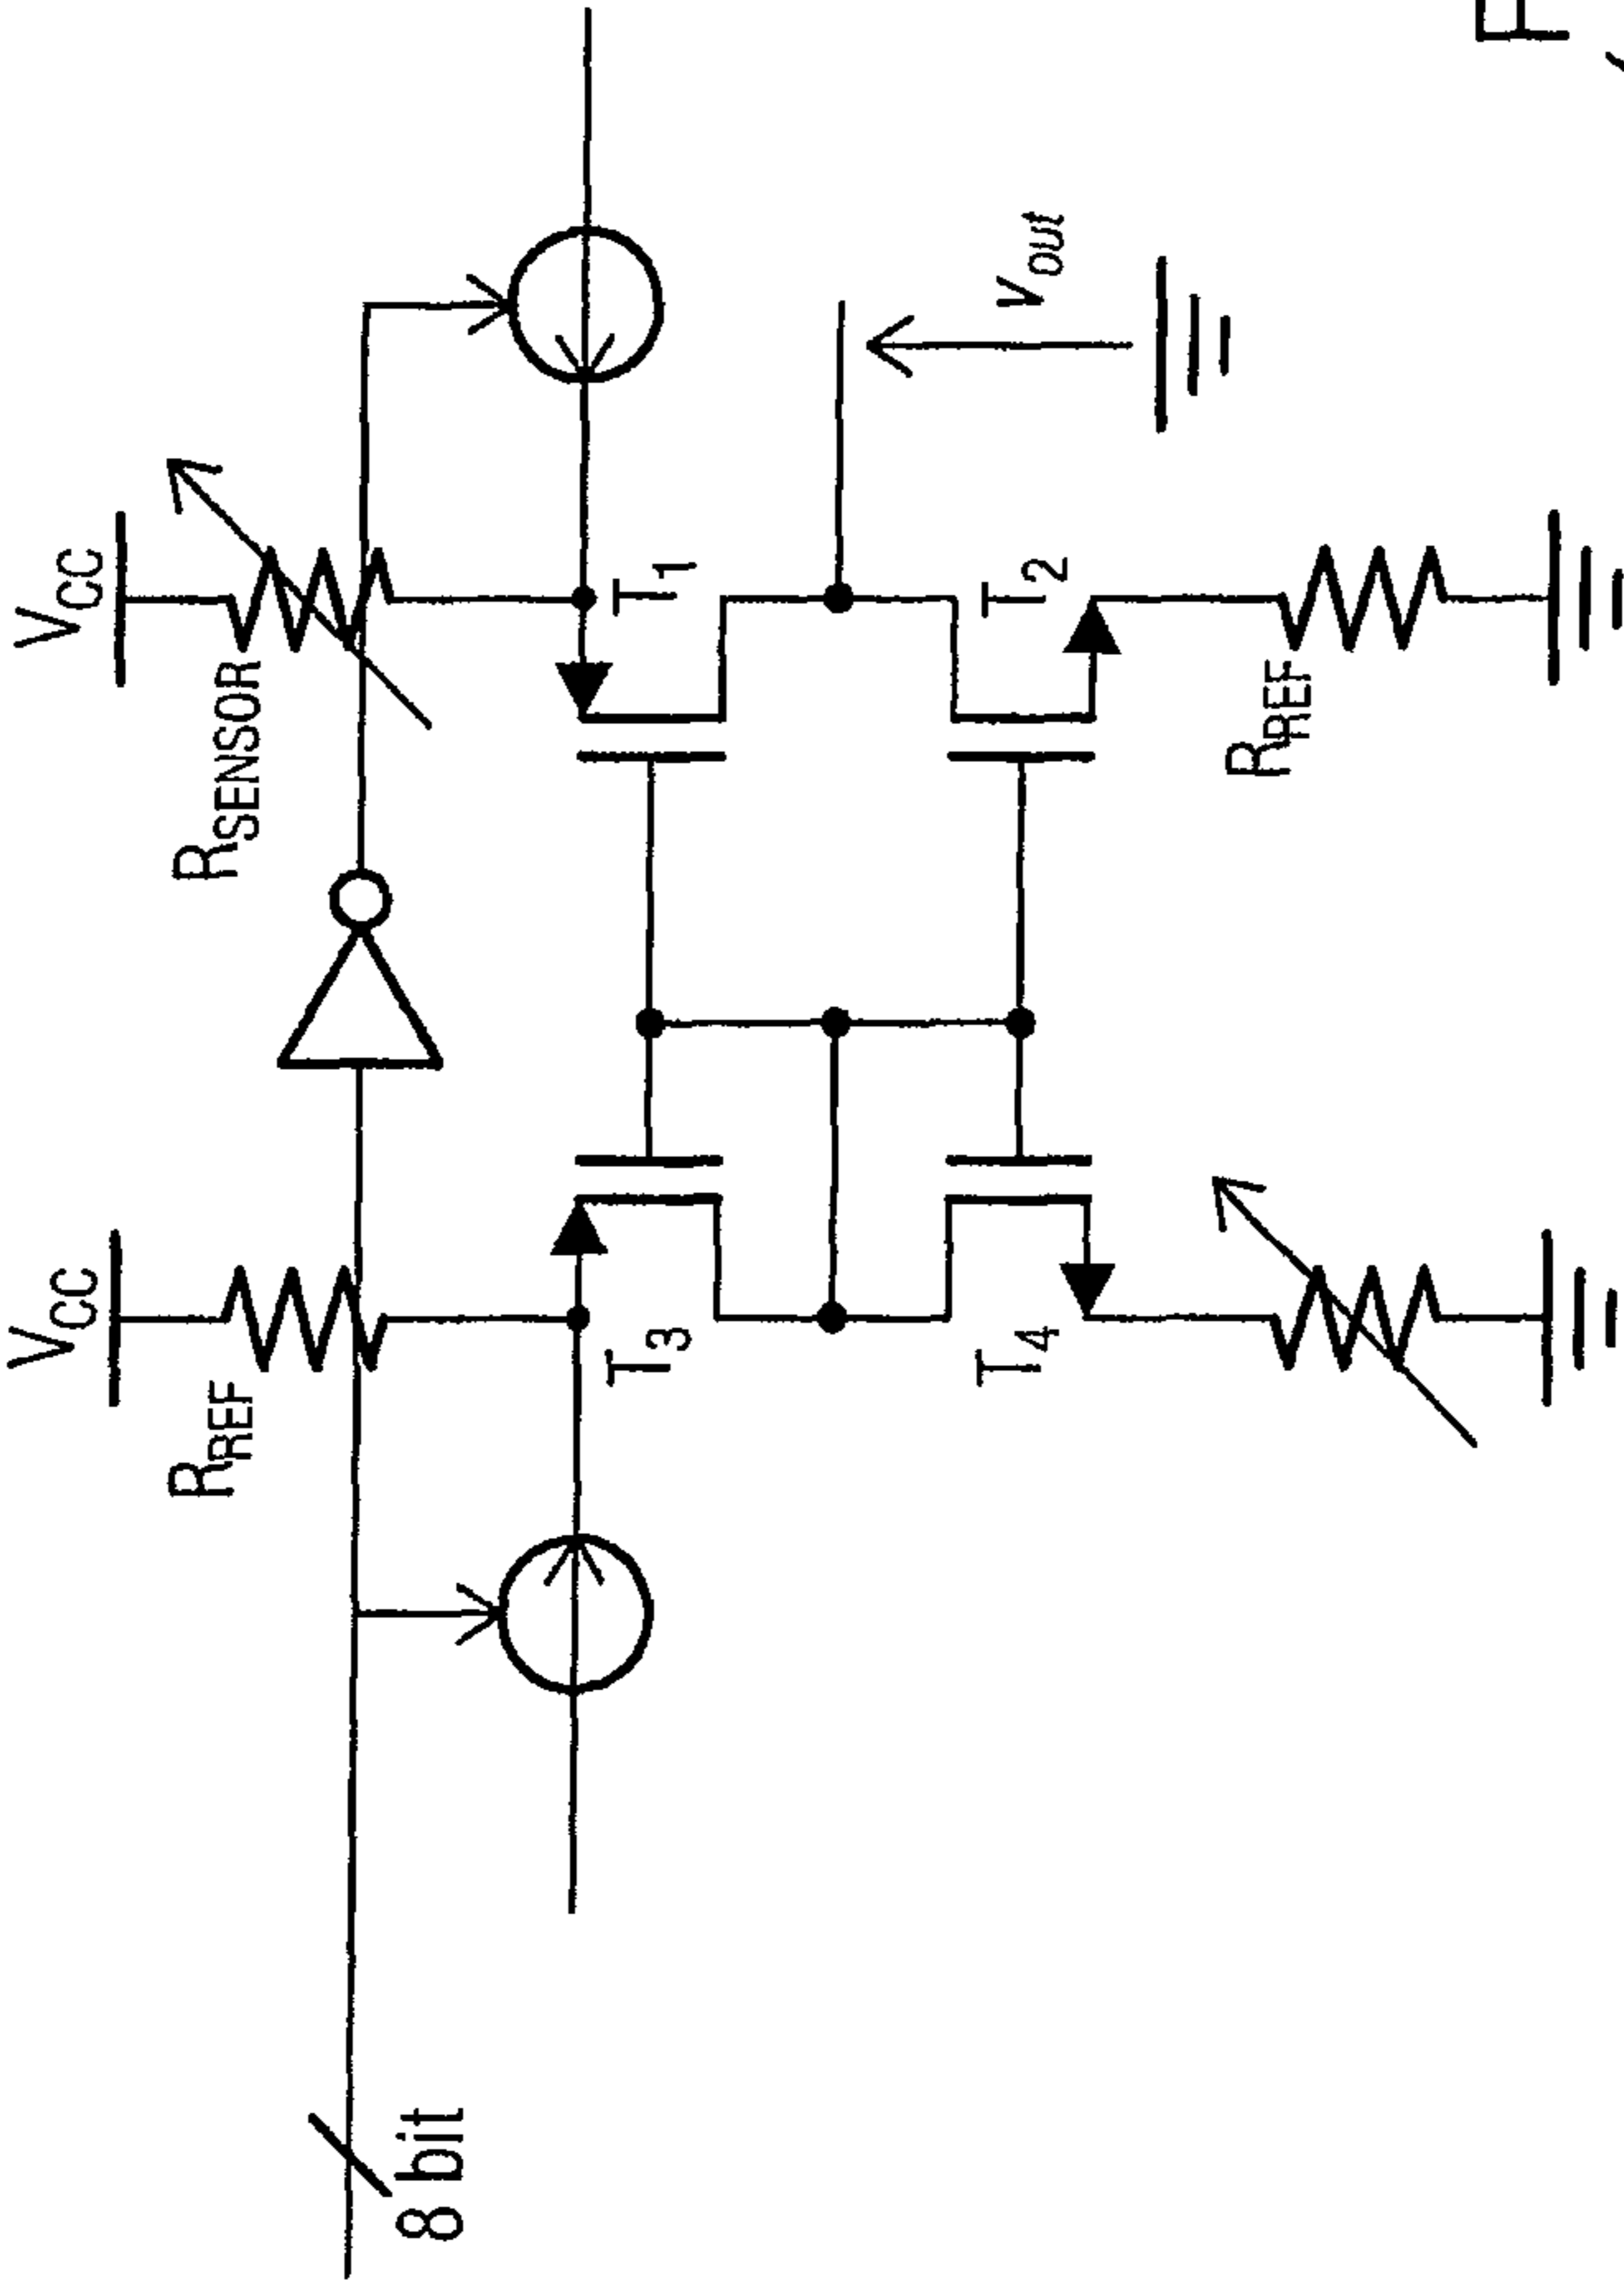 V_CC
V_CC
R_REF
R_SENSOR
8 bit
T_3
T_1
T_4
T_2
v_out
R_REF